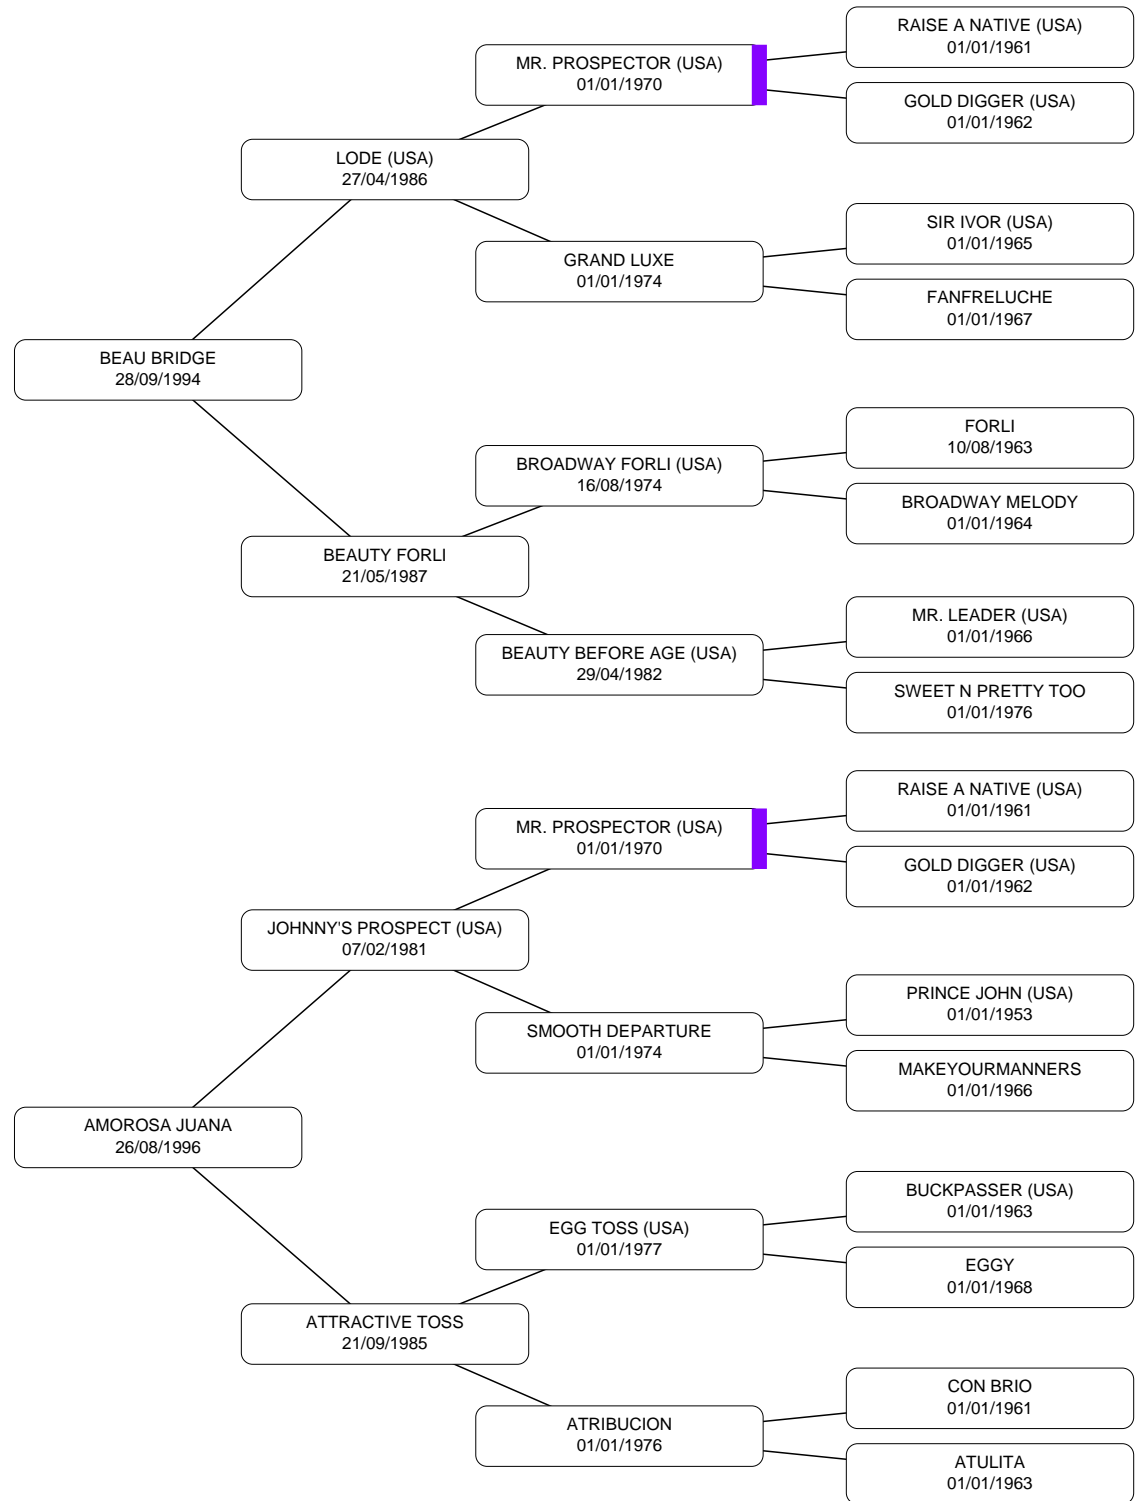 RAISE A NATIVE (USA)
01/01/1961
MR. PROSPECTOR (USA)
01/01/1970
GOLD DIGGER (USA)
01/01/1962
LODE (USA)
27/04/1986
SIR IVOR (USA)
01/01/1965
GRAND LUXE
01/01/1974
FANFRELUCHE
01/01/1967
BEAU BRIDGE
28/09/1994
FORLI
10/08/1963
BROADWAY FORLI (USA)
16/08/1974
BROADWAY MELODY
01/01/1964
BEAUTY FORLI
21/05/1987
MR. LEADER (USA)
01/01/1966
BEAUTY BEFORE AGE (USA)
29/04/1982
SWEET N PRETTY TOO
01/01/1976
RAISE A NATIVE (USA)
01/01/1961
MR. PROSPECTOR (USA)
01/01/1970
GOLD DIGGER (USA)
01/01/1962
JOHNNY'S PROSPECT (USA)
07/02/1981
PRINCE JOHN (USA)
01/01/1953
SMOOTH DEPARTURE
01/01/1974
MAKEYOURMANNERS
01/01/1966
AMOROSA JUANA
26/08/1996
BUCKPASSER (USA)
01/01/1963
EGG TOSS (USA)
01/01/1977
EGGY
01/01/1968
ATTRACTIVE TOSS
21/09/1985
CON BRIO
01/01/1961
ATRIBUCION
01/01/1976
ATULITA
01/01/1963